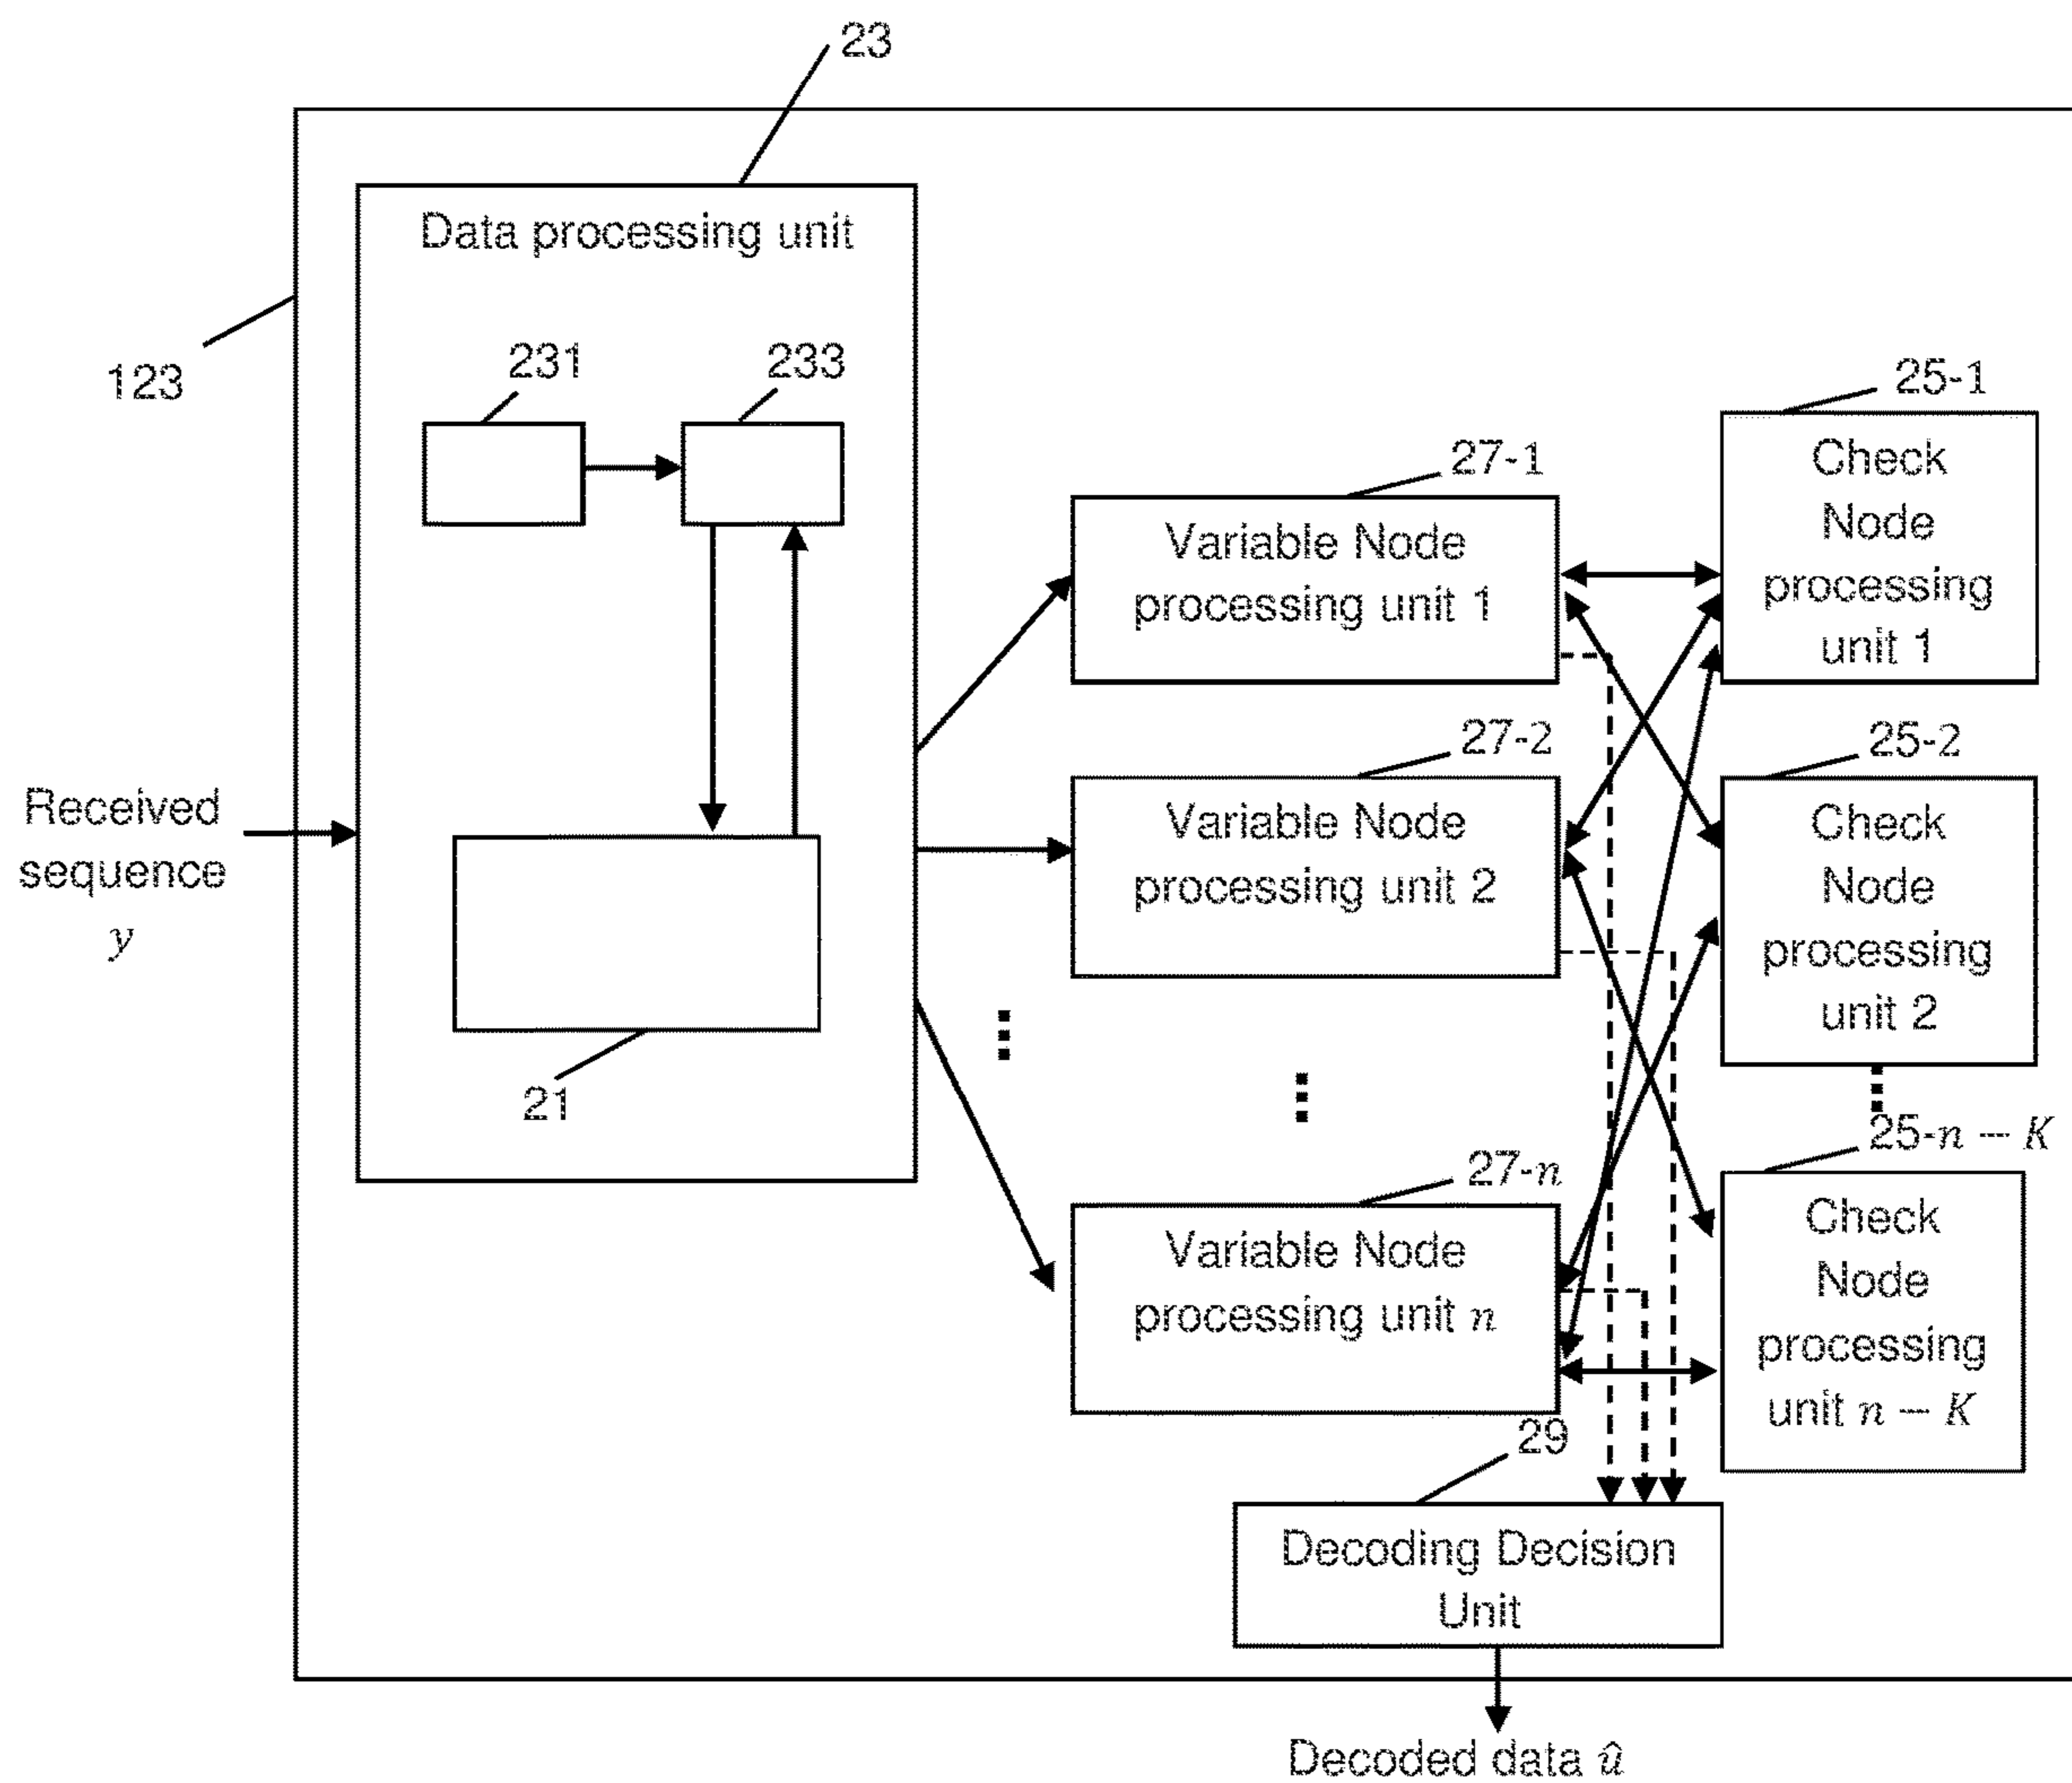 23
Data processing unit
123
231
233
21
Received
sequence
y
27-1
Variable Node
processing unit 1
27-2
Variable Node
processing unit 2
27-n
Variable Node
processing unit n
25-1
Check
Node
processing
unit 1
25-2
Check
Node
processing
unit 2
25-n − K
Check
Node
processing
unit n − K
29
Decoding Decision
Unit
Decoded data û